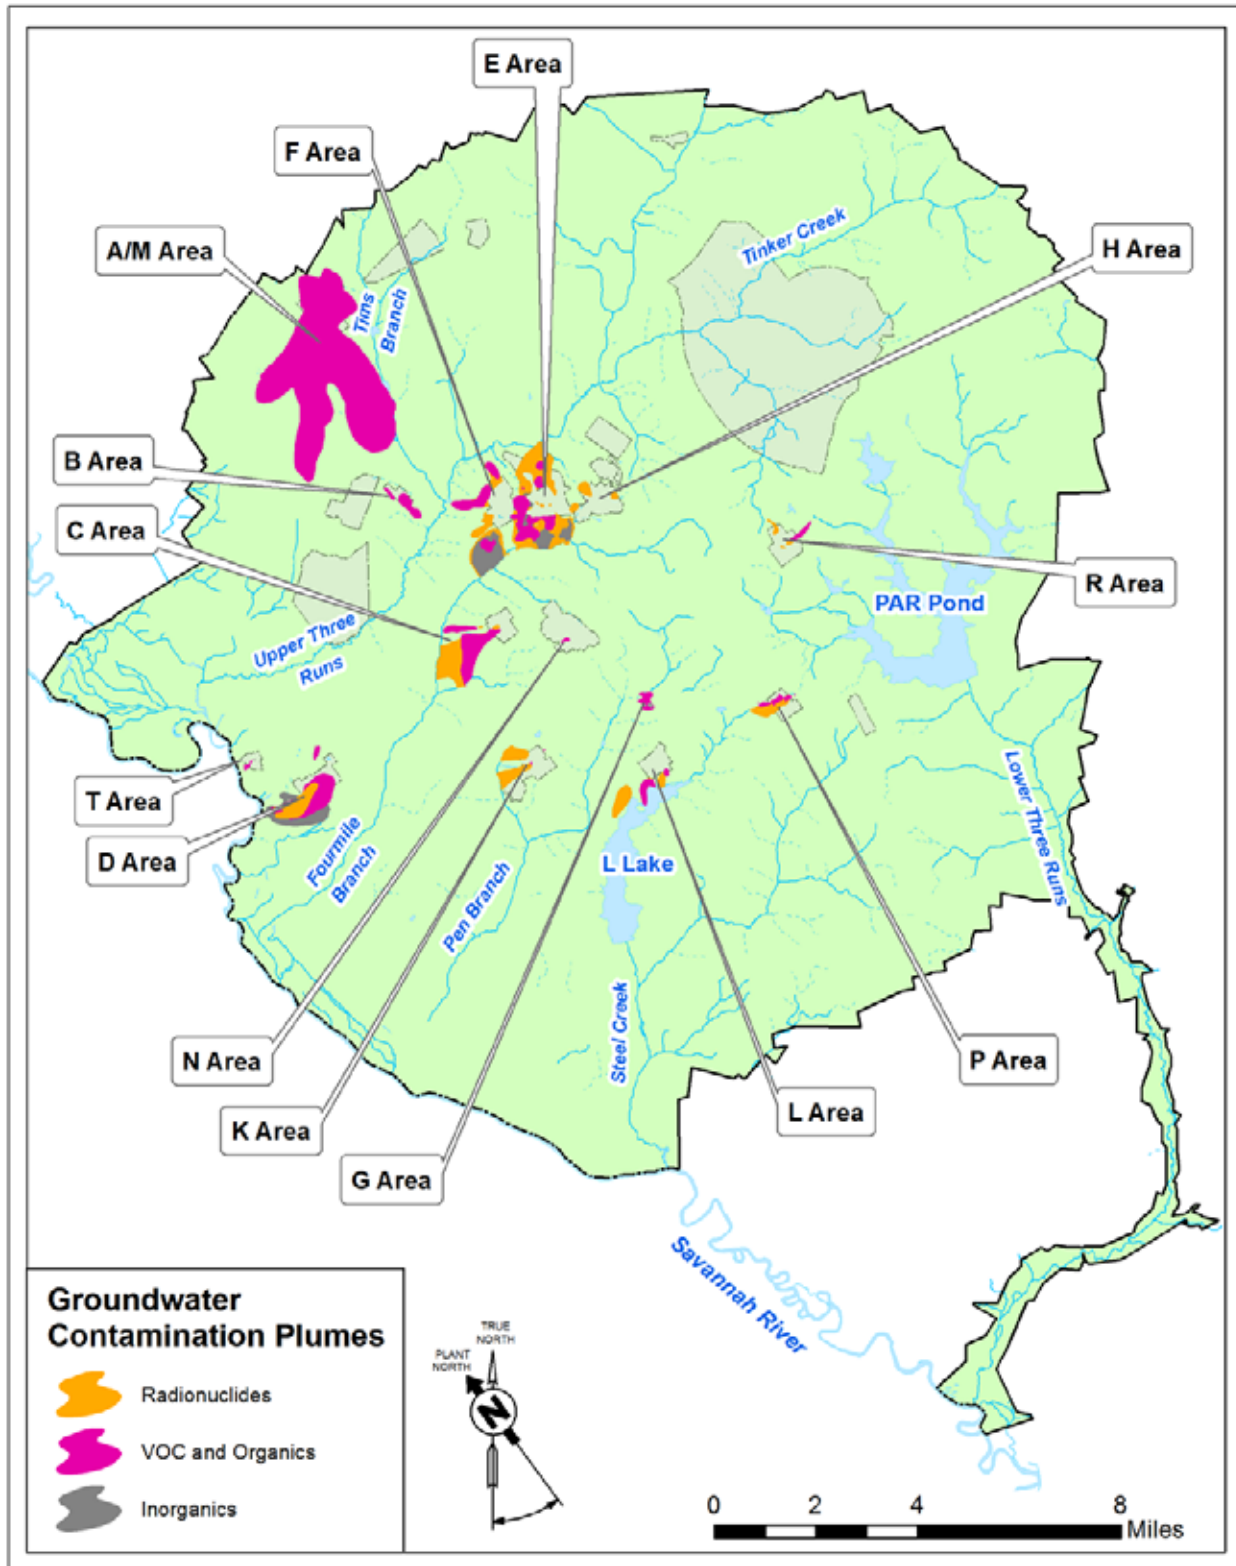 E Area
F Area
A/M Area
H Area
Tinker Creek
Tims
Branch
B Area
C Area
R Area
PAR Pond
Upper Three
Runs
T Area
D Area
Fourmile
Branch
Pen Branch
L Lake
Lower Three Runs
Steel Creek
N Area
K Area
G Area
L Area
P Area
Savannah River
Groundwater
Contamination Plumes
Radionuclides
VOC and Organics
Inorganics
TRUE
NORTH
PLANT
NORTH
N
0 2 4 8
Miles